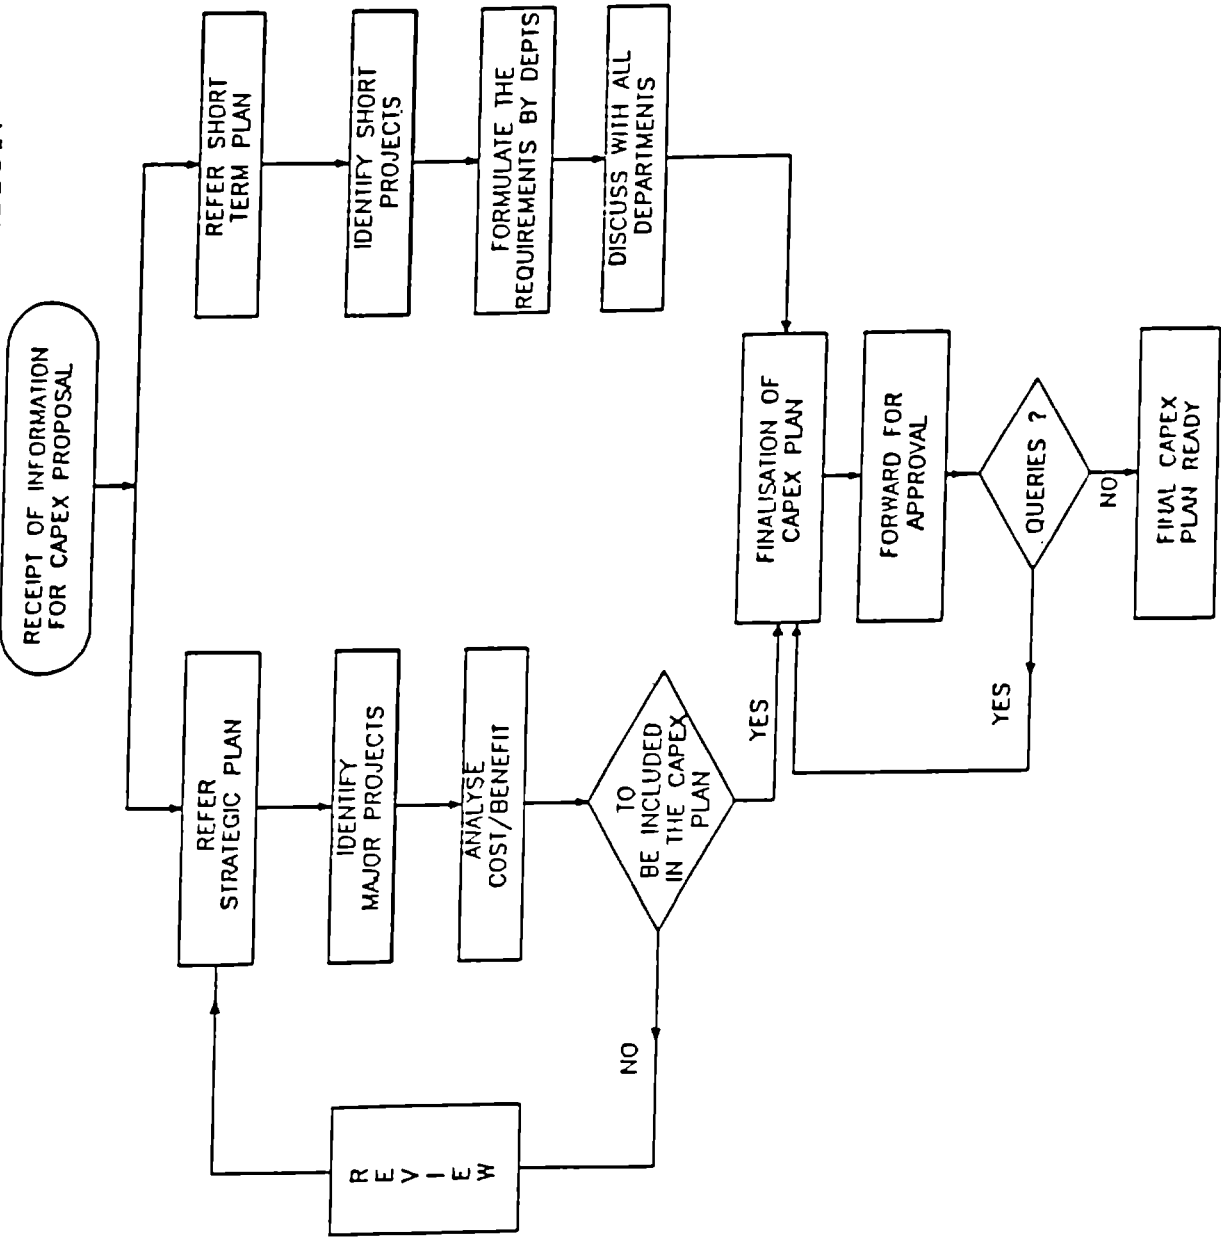 RECEIPT OF INFORMATION
FOR CAPEX PROPOSAL
REFER
STRATEGIC PLAN
IDENTIFY
MAJOR PROJECTS
ANALYSE
COST/BENEFIT
TO
BE INCLUDED
IN THE CAPEX
PLAN
NO
REVIEW
YES
REFER SHORT
TERM PLAN
IDENTIFY SHORT
PROJECTS
FORMULATE THE
REQUIREMENTS BY DEPTS
DISCUSS WITH ALL
DEPARTMENTS
FINALISATION OF
CAPEX PLAN
FORWARD FOR
APPROVAL
QUERIES ?
YES
NO
FINAL CAPEX
PLAN READY